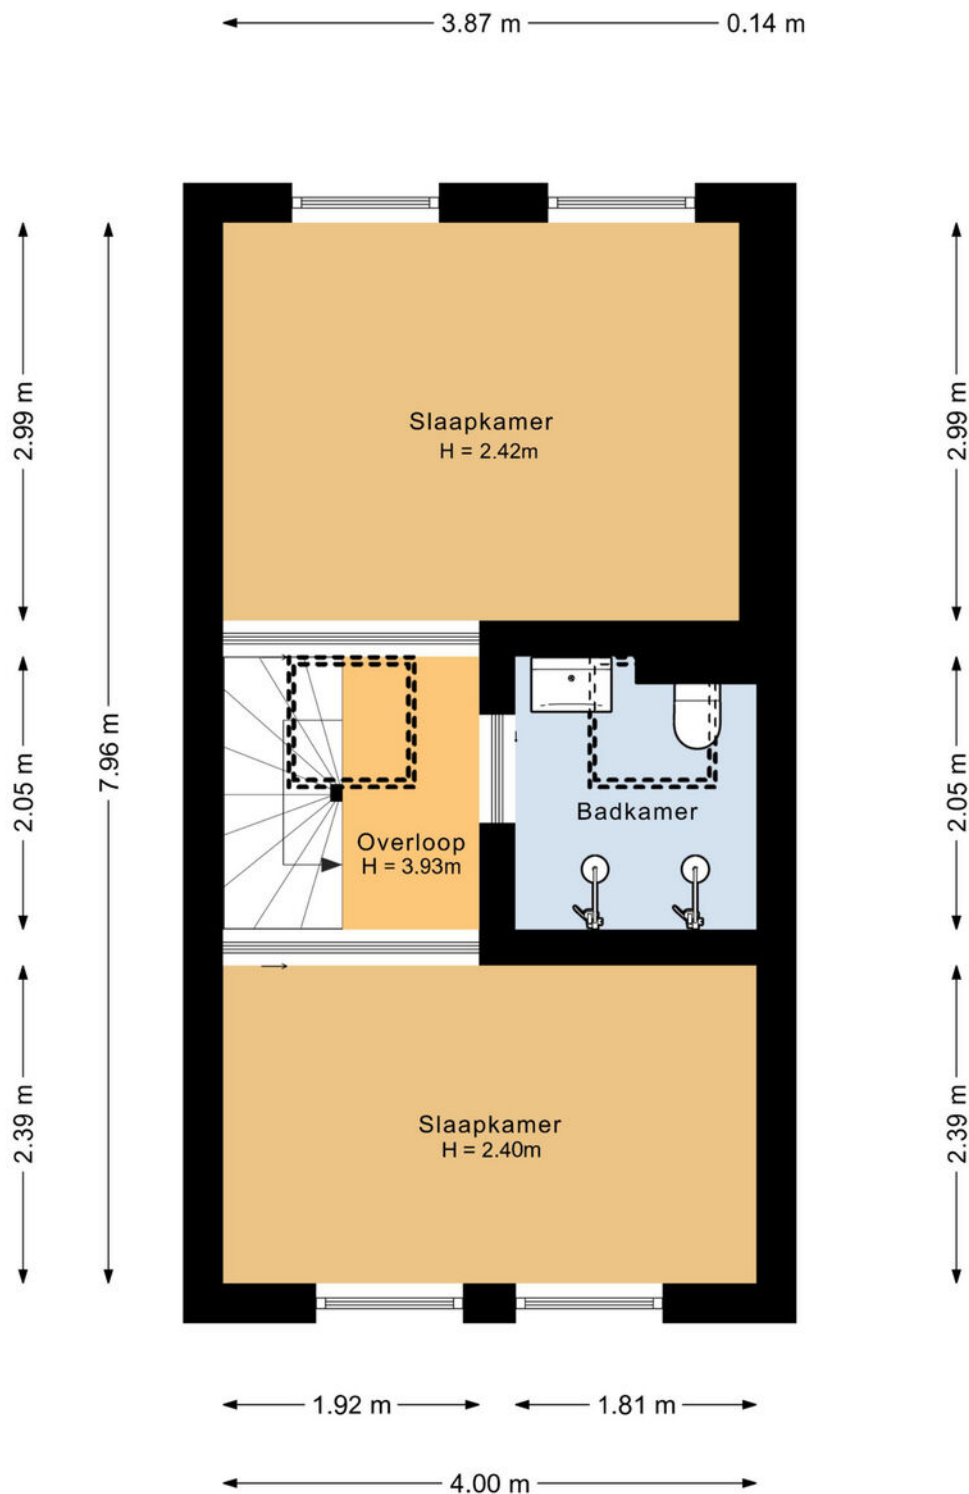 3.87 m
0.14 m
2.99 m
2.99 m
Slaapkamer
H = 2.42m
7.96 m
2.05 m
2.05 m
Badkamer
Overloop
H = 3.93m
2.39 m
2.39 m
Slaapkamer
H = 2.40m
1.92 m
1.81 m
4.00 m